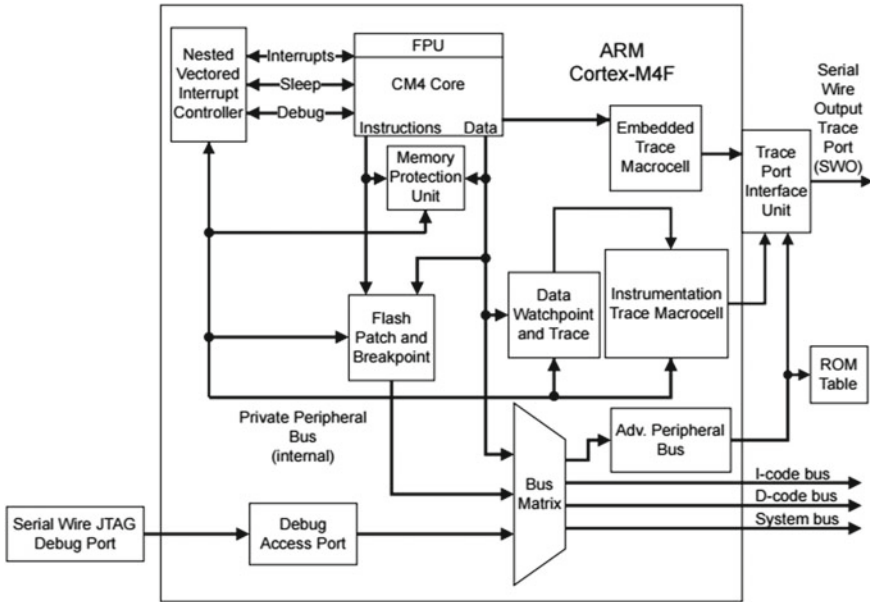 Nested
Vectored
Interrupt
Controller
Interrupts
Sleep
Debug
FPU
CM4 Core
Instructions
Data
ARM
Cortex-M4F
Memory
Protection
Unit
Embedded
Trace
Macrocell
Trace
Port
Interface
Unit
Serial
Wire
Output
Trace
Port
(SWO)
Flash
Patch and
Breakpoint
Data
Watchpoint
and Trace
Instrumentation
Trace Macrocell
ROM
Table
Private Peripheral
Bus
(internal)
Bus
Matrix
Adv. Peripheral
Bus
I-code bus
D-code bus
System bus
Serial Wire JTAG
Debug Port
Debug
Access Port